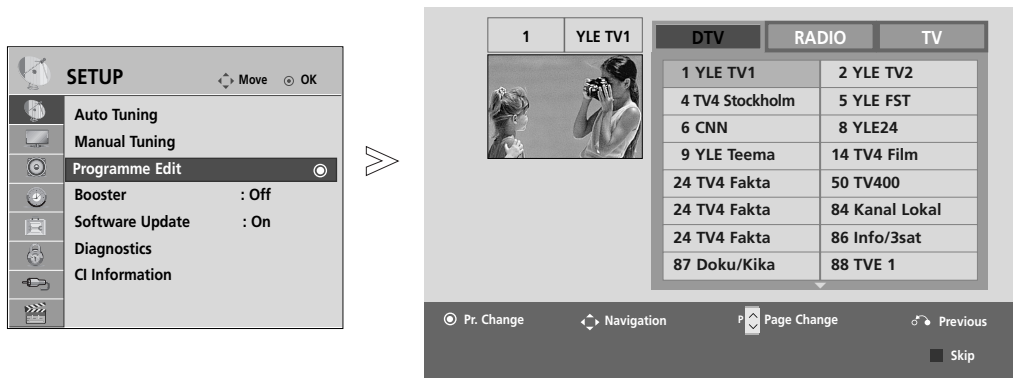 SETUP Move OK
Auto Tuning
Manual Tuning
Programme Edit
Booster : Off
Software Update : On
Diagnostics
CI Information
1 YLE TV1
DTV RADIO TV
1 YLE TV1 2 YLE TV2
4 TV4 Stockholm 5 YLE FST
6 CNN 8 YLE24
9 YLE Teema 14 TV4 Film
24 TV4 Fakta 50 TV400
24 TV4 Fakta 84 Kanal Lokal
24 TV4 Fakta 86 Info/3sat
87 Doku/Kika 88 TVE 1
Pr. Change Navigation P Page Change Previous
Skip